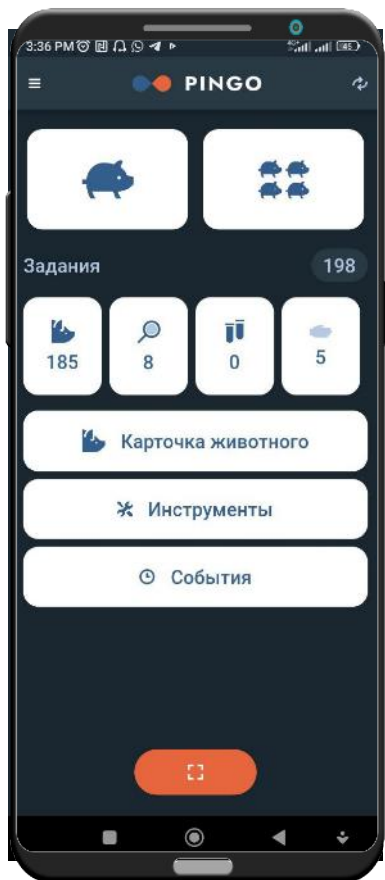 3:36 PM
PINGO
Задания
198
185
8
0
5
Карточка животного
Инструменты
События